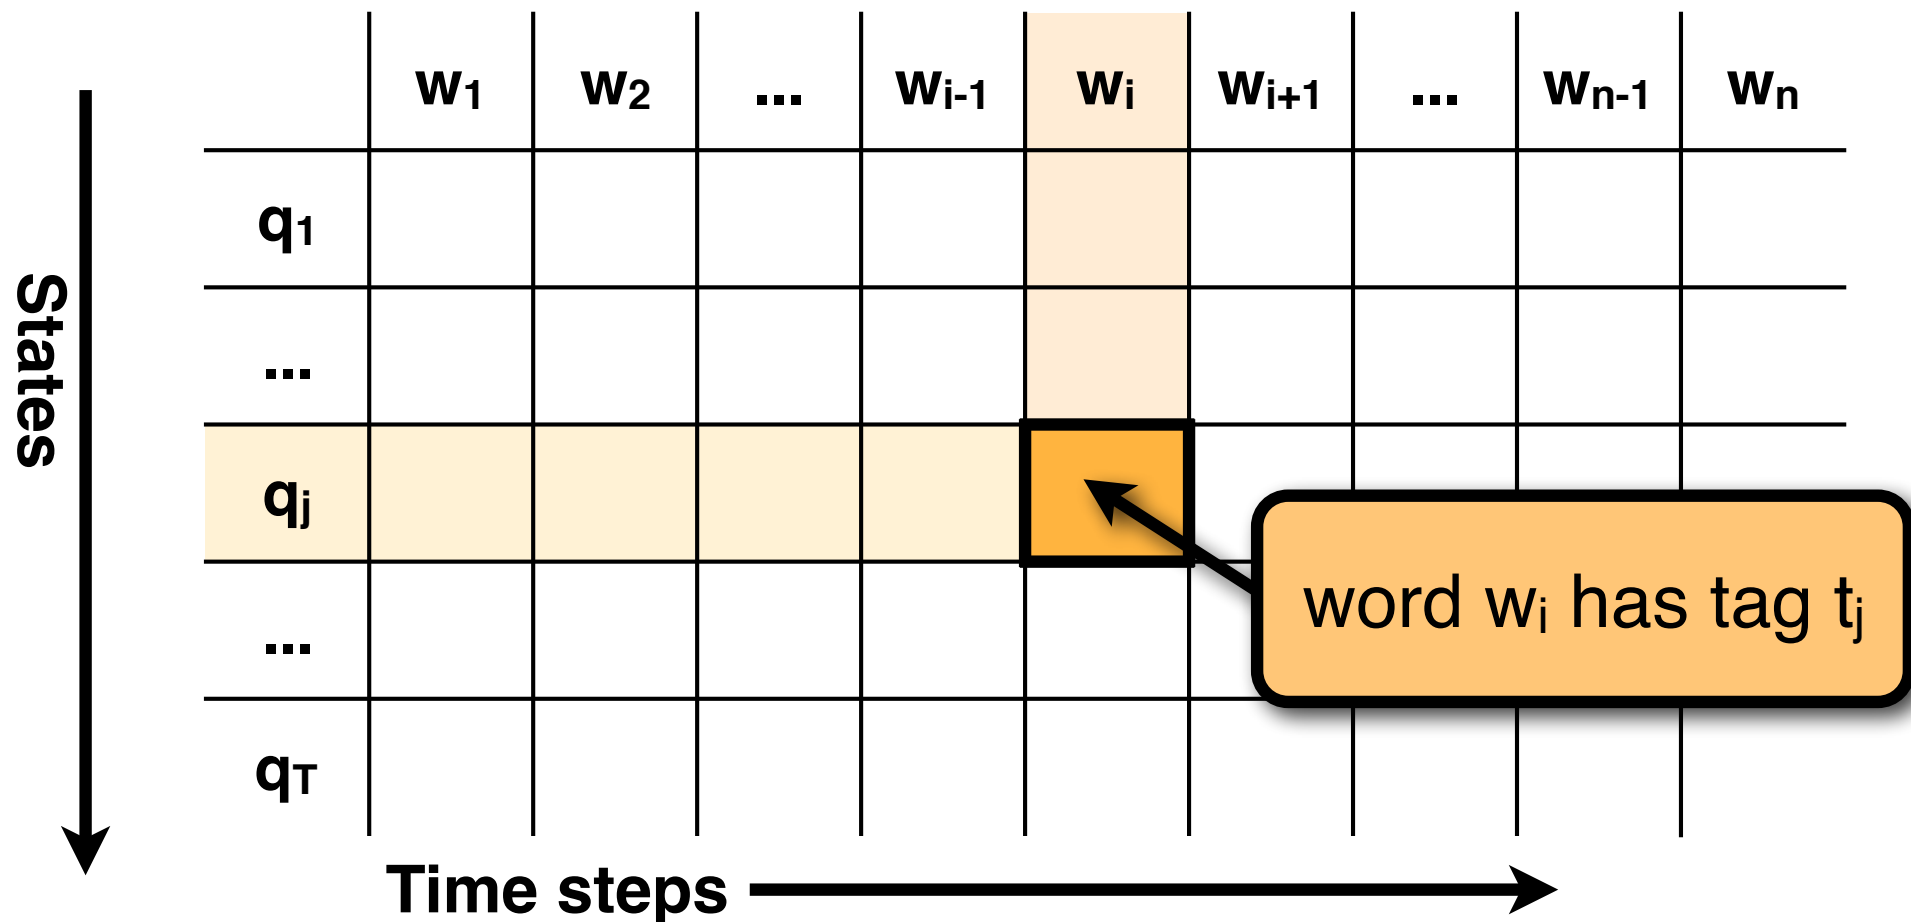 w1 w2 ... wi-1 wi wi+1 ... wn-1 wn
q1
...
qj
...
qT
States
word wi has tag tj
Time steps